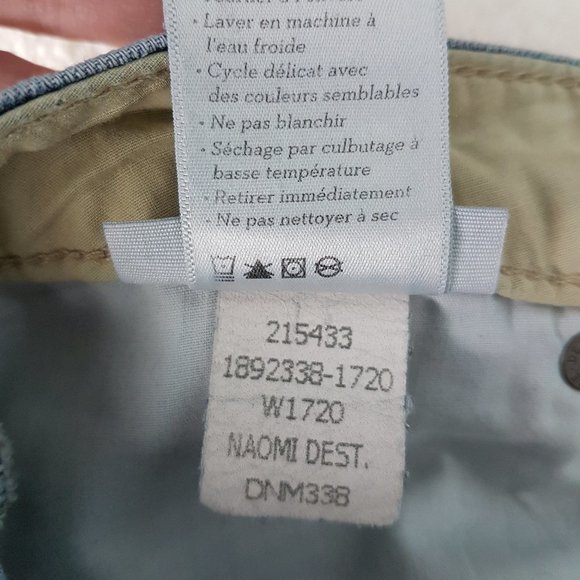 • Laver en machine à
l'eau froide
• Cycle délicat avec
des couleurs semblables
• Ne pas blanchir
• Séchage par culbutage à
basse température
• Retirer immédiatement
• Ne pas nettoyer à sec
215433
1892338-1720
W1720
NAOMI DEST.
DNM338